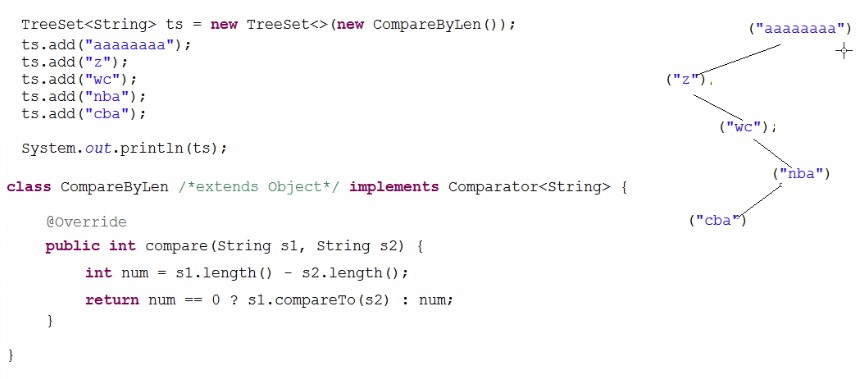 TreeSet<String> ts = new TreeSet<>(new CompareByLen());
ts.add("aaaaaaaa");
ts.add("z");
ts.add("wc");
ts.add("nba");
ts.add("cba");
System.out.println(ts);
class CompareByLen /*extends Object*/ implements Comparator<String> {
@Override
public int compare(String s1, String s2) {
int num = s1.length() - s2.length();
return num == 0 ? s1.compareTo(s2) : num;
}
}
("aaaaaaaa")
("z")
("wc");
("nba")
("cba")